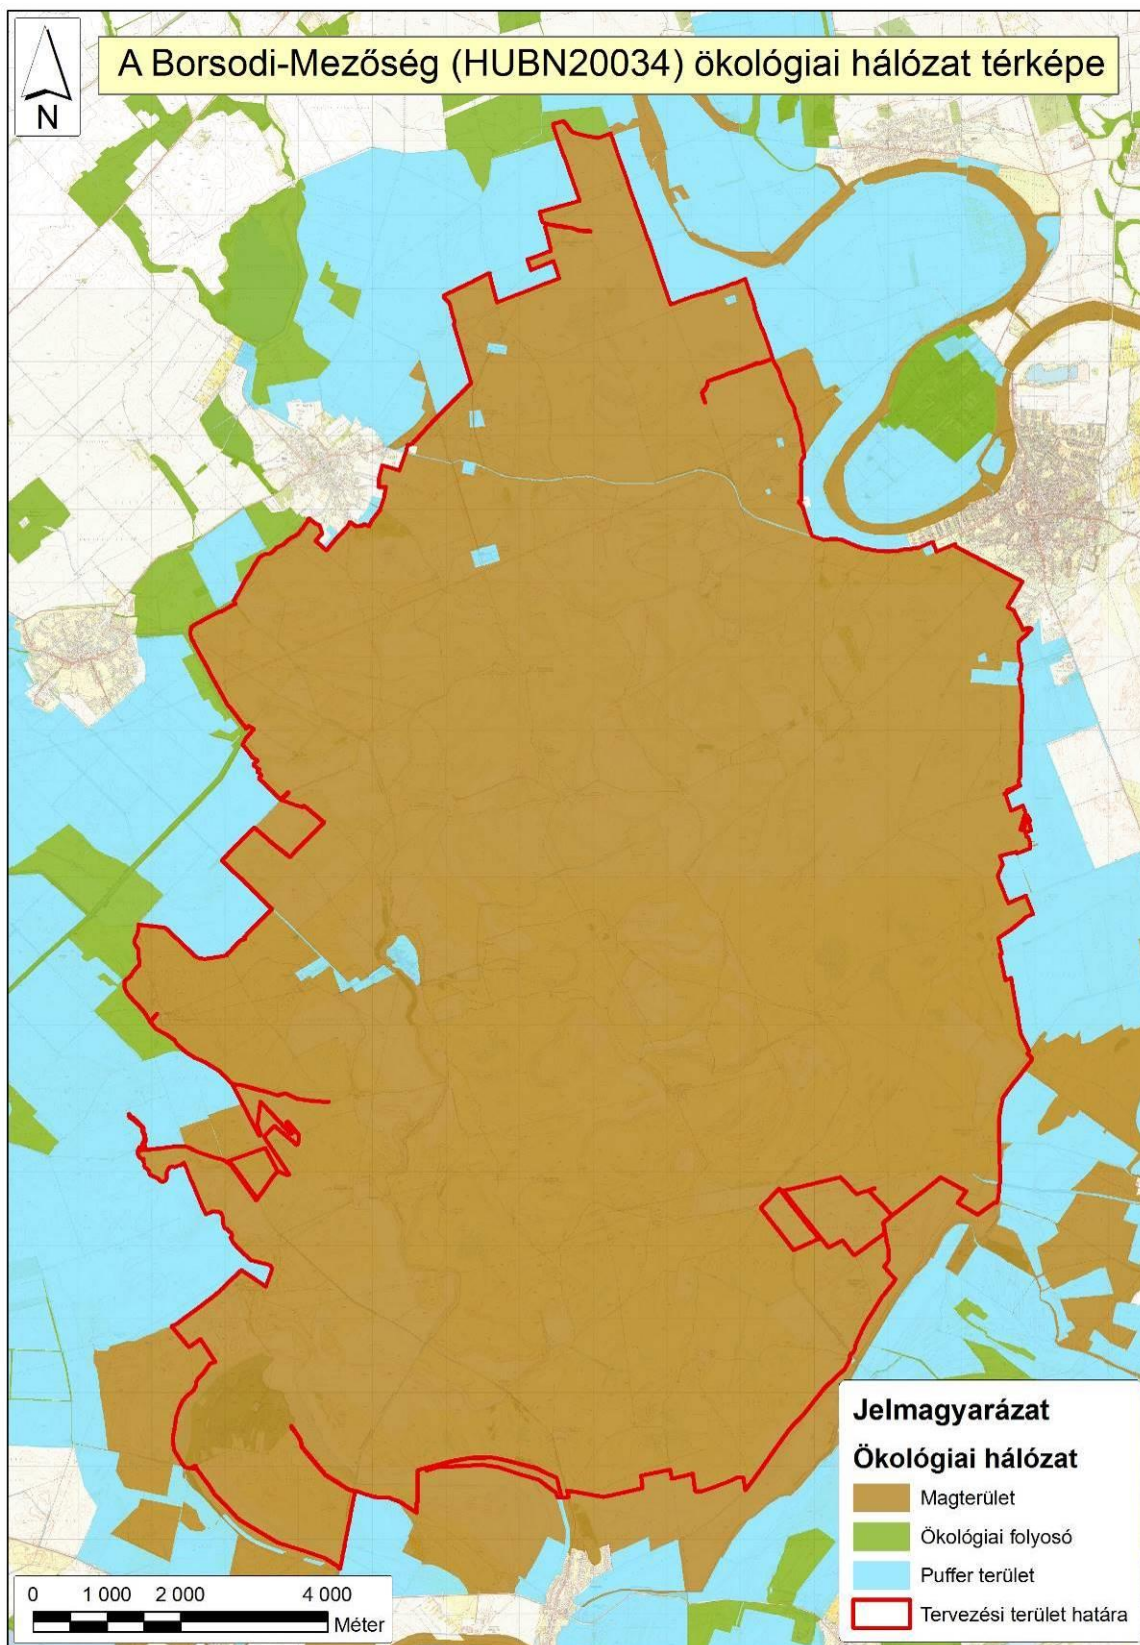 N
A Borsodi-Mezőség (HUBN20034) ökológiai hálózat térképe
Jelmagyarázat
Ökológiai hálózat
Magterület
Ökológiai folyosó
Puffer terület
Tervezési terület határa
0 1 000 2 000 4 000
Méter